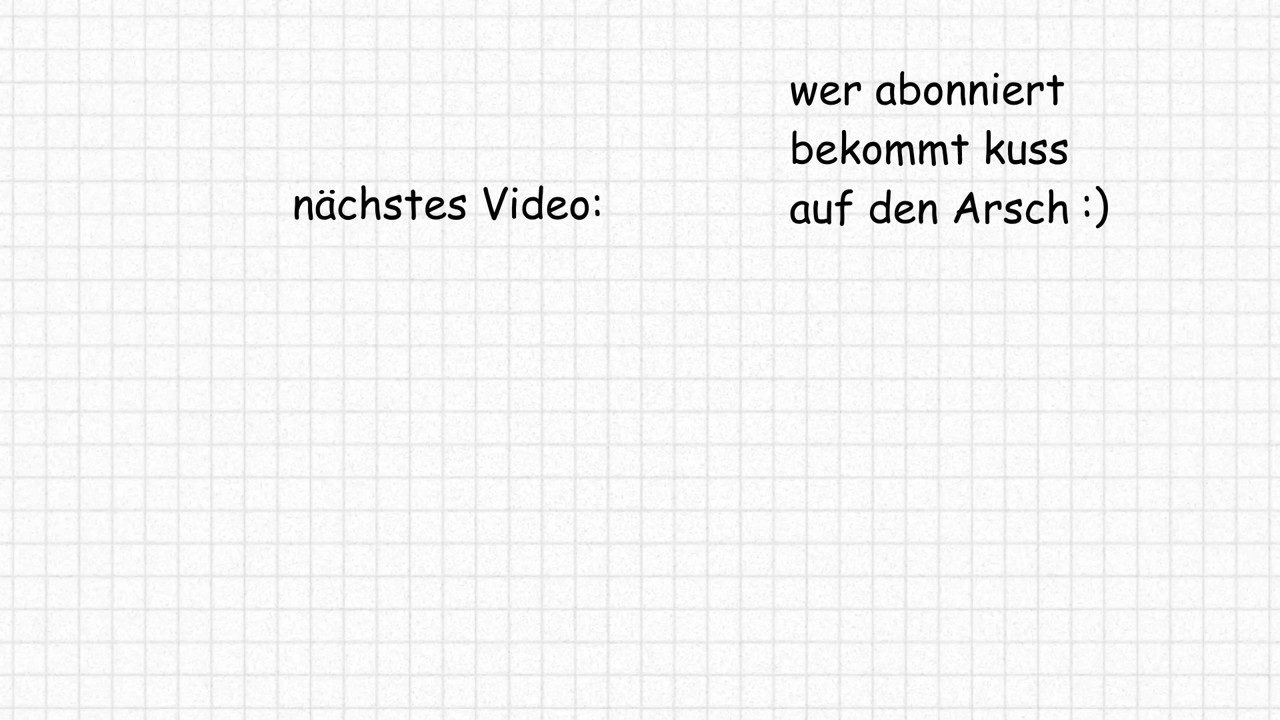 nächstes Video:
wer abonniert
bekommt kuss
auf den Arsch :)